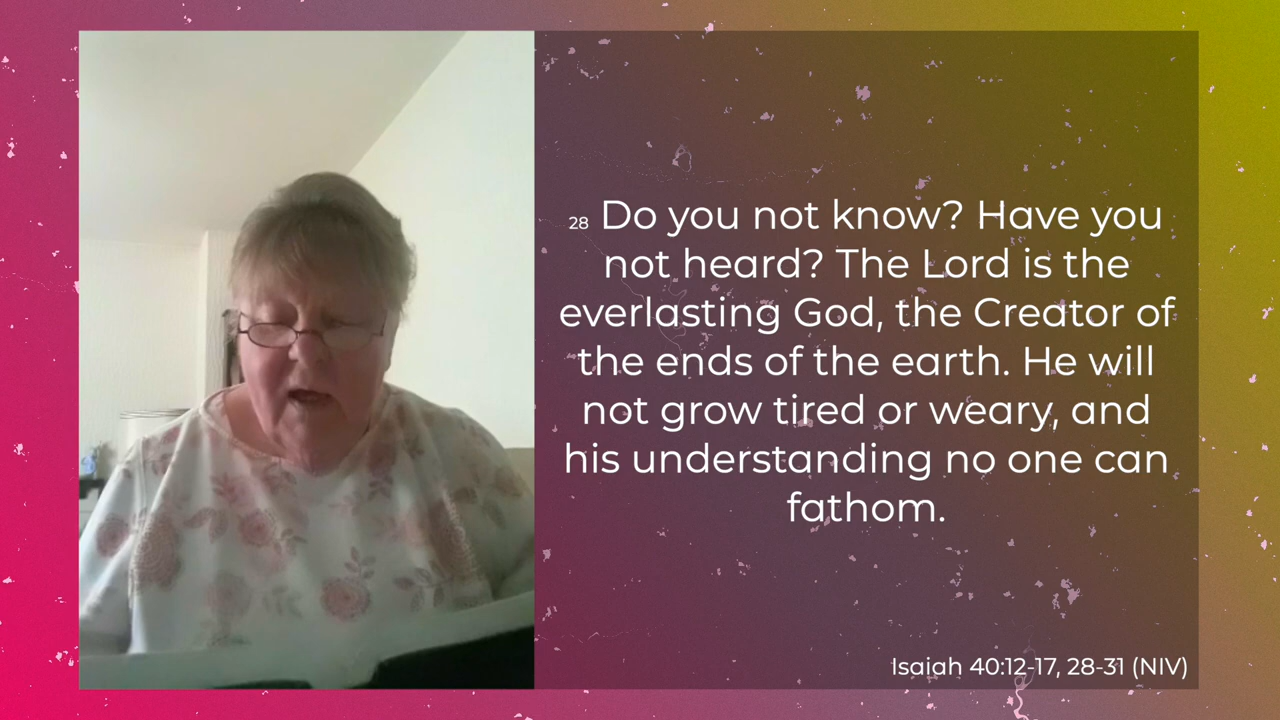 28 Do you not know? Have you
not heard? The Lord is the
everlasting God, the Creator of
the ends of the earth. He will
not grow tired or weary, and
his understanding no one can
fathom.
Isaiah 40:12-17, 28-31 (NIV)